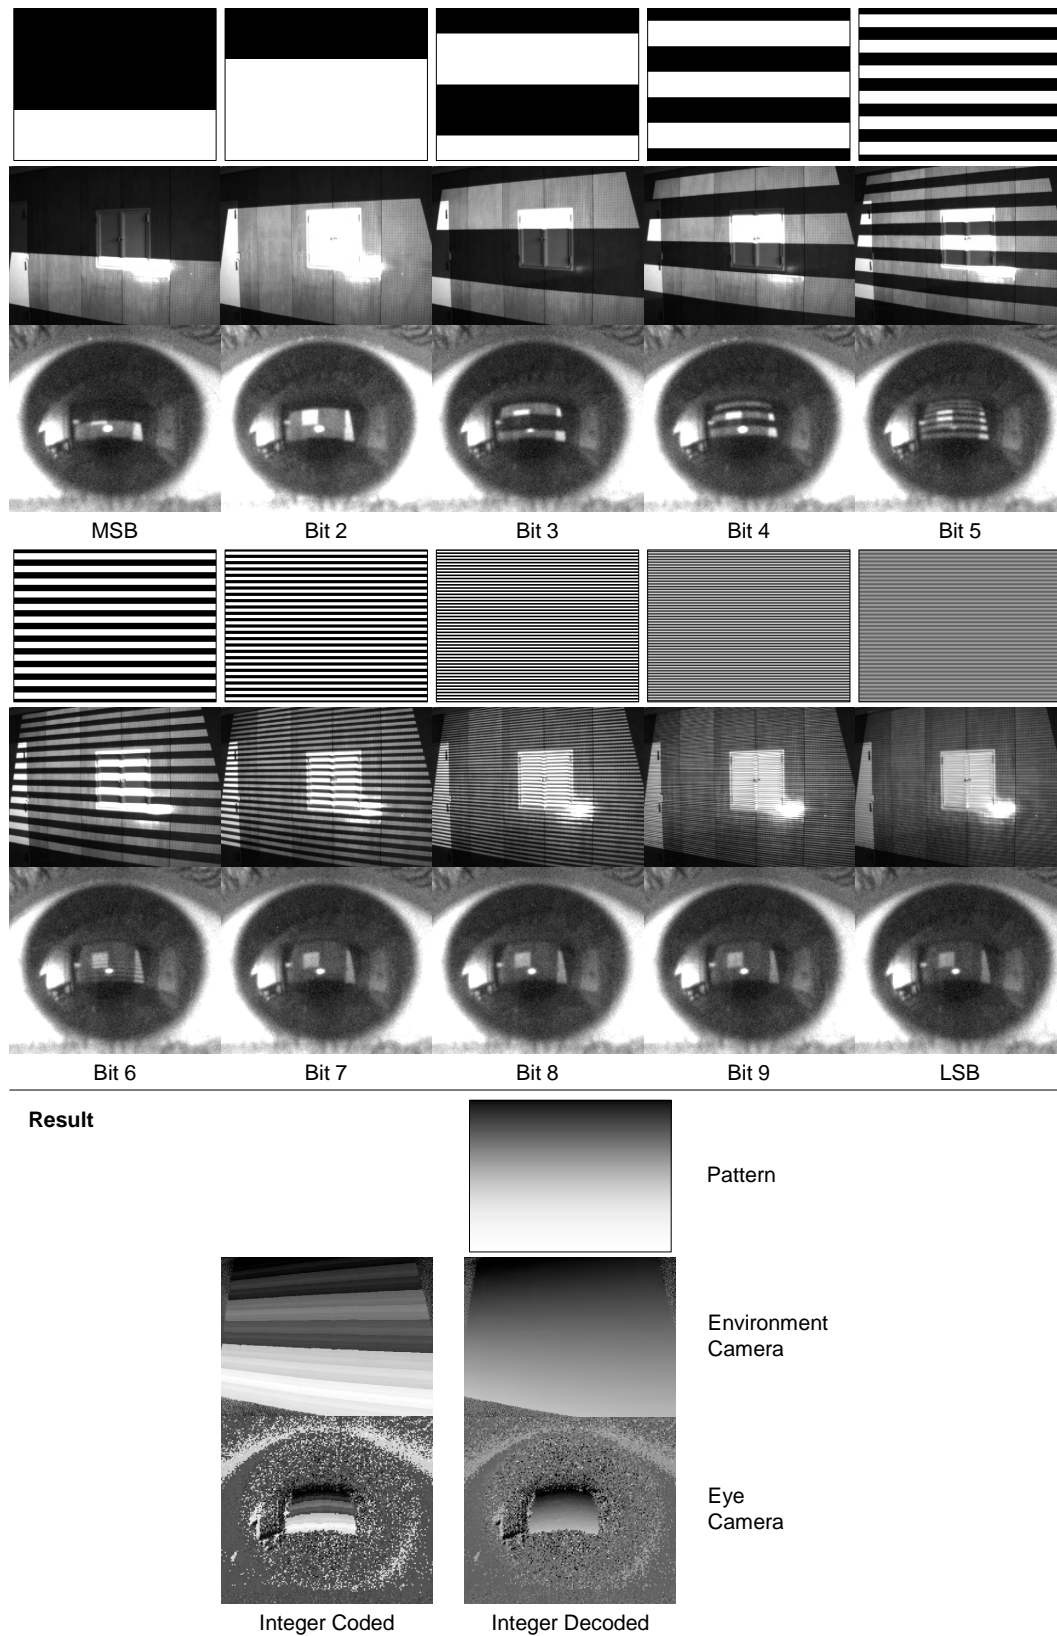 MSB
Bit 2
Bit 3
Bit 4
Bit 5
Bit 6
Bit 7
Bit 8
Bit 9
LSB
Result
Pattern
Environment
Camera
Eye
Camera
Integer Coded
Integer Decoded